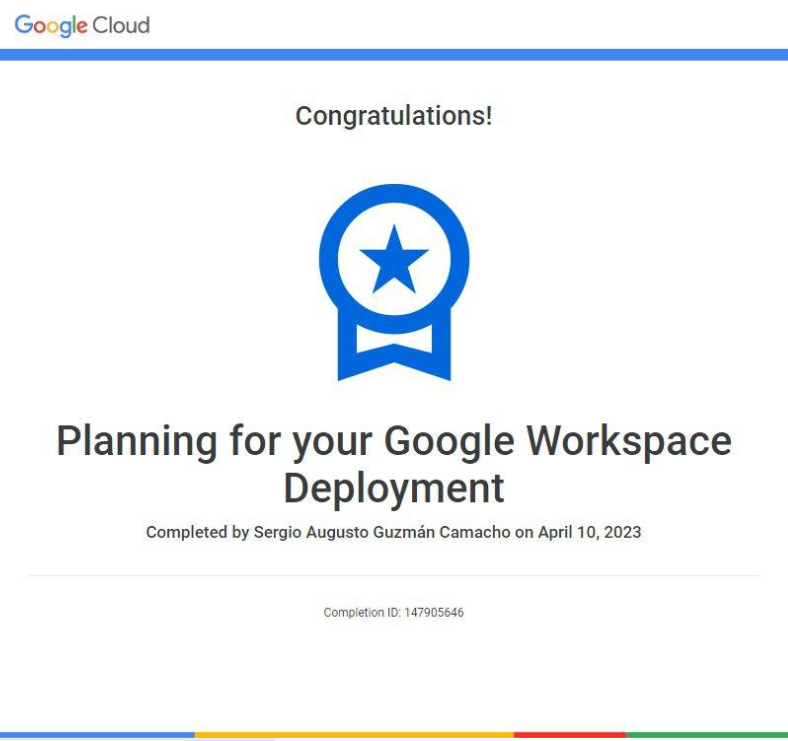 Google Cloud
Congratulations!
Planning for your Google Workspace
Deployment
Completed by Sergio Augusto Guzmán Camacho on April 10, 2023
Completion ID: 147905646